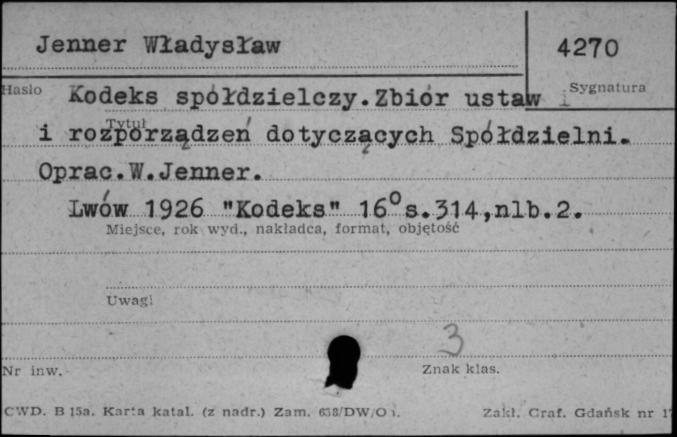 Jenner Władysław
4270
Hasło
Sygnatura
Kodeks spółdzielczy.Zbiór ustaw i
Tytuł
i rozporządzeń dotyczących Spółdzielni.
Oprac.W.Jenner.
Lwów 1926 "Kodeks" 16° s.314,nlb.2.
Miejsce, rok wyd., nakładca, format, objętość
Uwagi
3
Nr inw.
Znak klas.
CWD. B 15a. Karta katal. (z nadr.) Zam. 638/DW/O
Zakł. Graf. Gdańsk nr